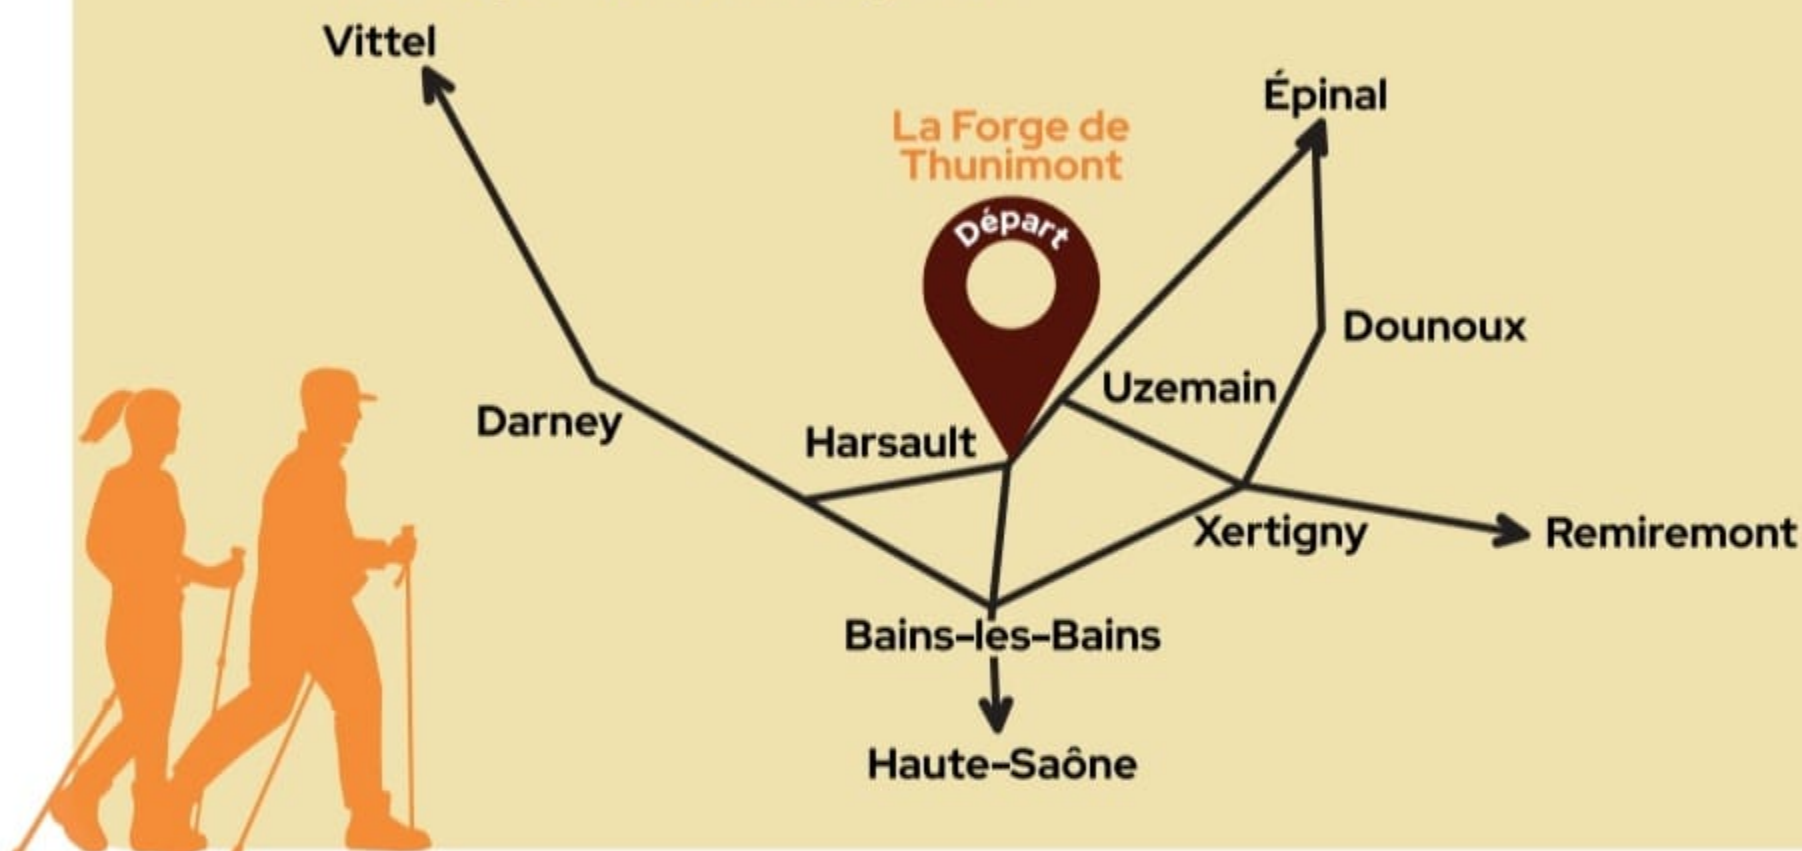 Vittel
Épinal
La Forge de
Thunimont
Départ
Dounoux
Uzemain
Darney
Harsault
Xertigny
Remiremont
Bains-les-Bains
Haute-Saône